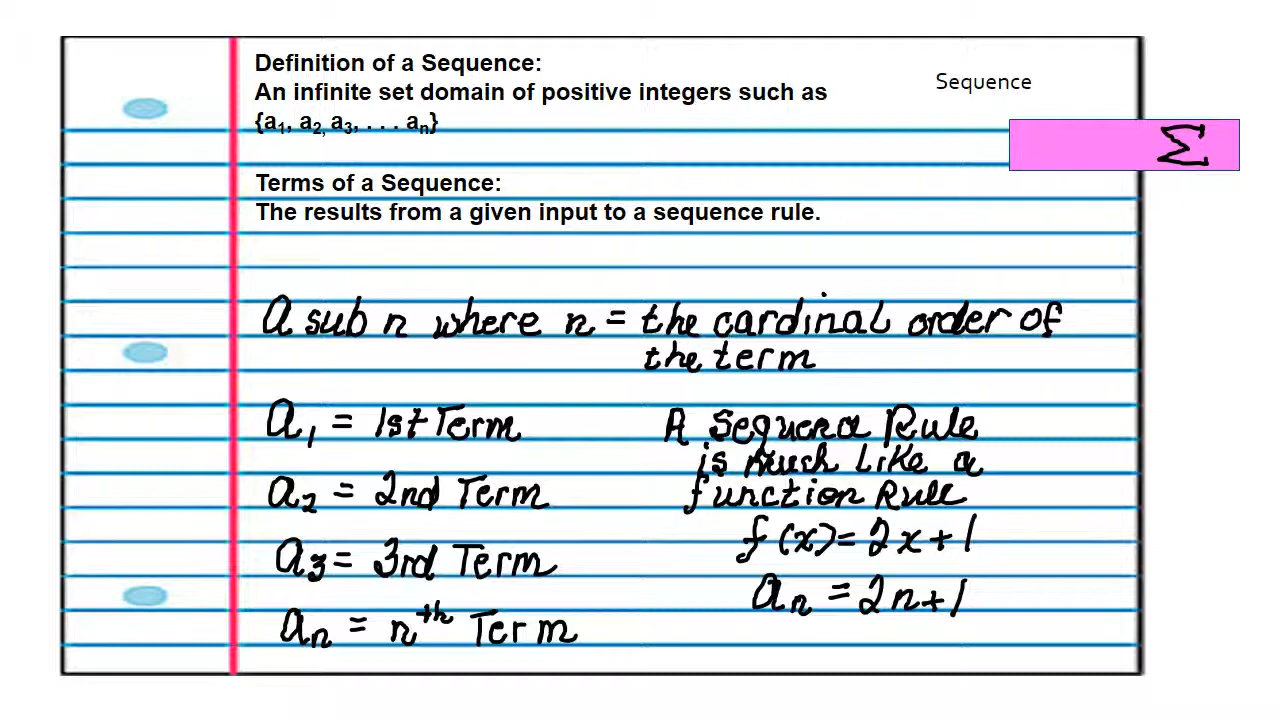 Definition of a Sequence:
An infinite set domain of positive integers such as
{a₁, a₂, a₃, . . . aₙ}
Sequence
Σ
Terms of a Sequence:
The results from a given input to a sequence rule.
a sub n where n = the cardinal order of
the term
a₁ = 1st Term
a₂ = 2nd Term
a₃ = 3rd Term
aₙ = nᵗʰ Term
A Sequence Rule
is much like a
function Rule
f(x) = 2x+1
aₙ = 2n+1